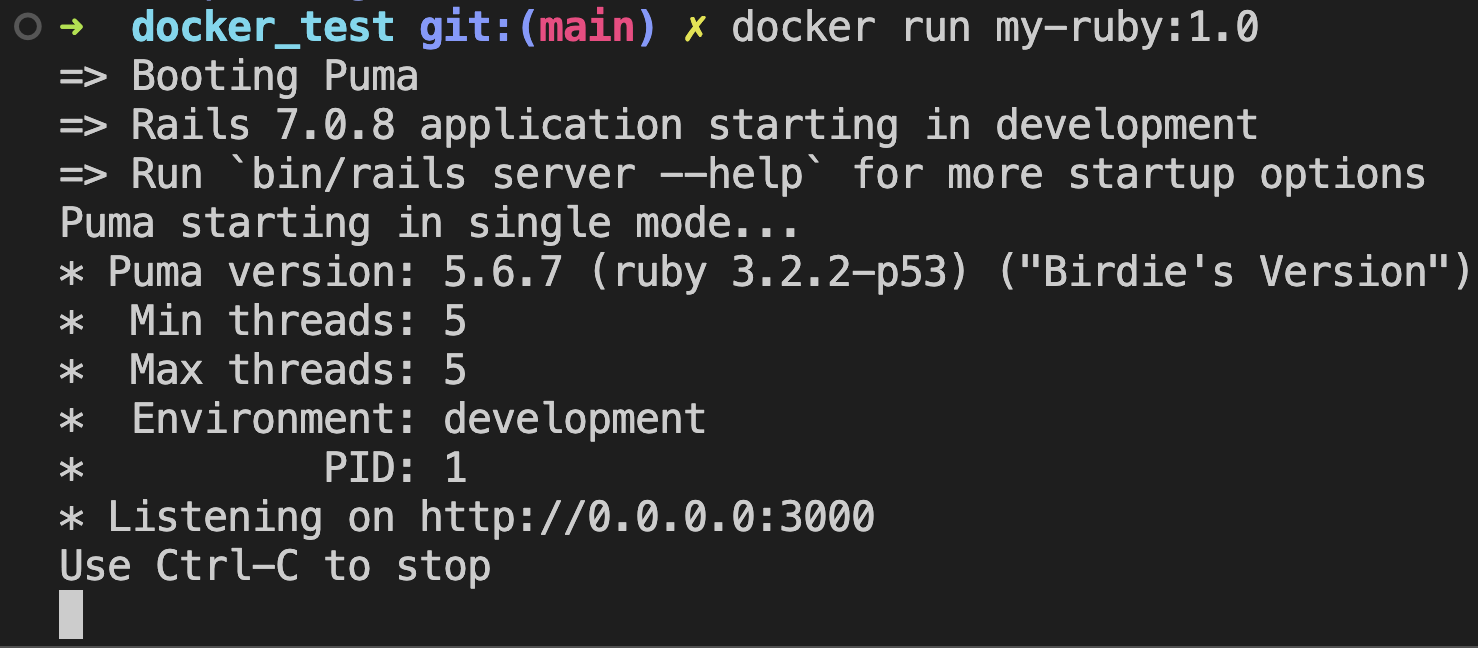 ➜ docker_test git:(main) ✗ docker run my-ruby:1.0
=> Booting Puma
=> Rails 7.0.8 application starting in development
=> Run `bin/rails server --help` for more startup options
Puma starting in single mode...
* Puma version: 5.6.7 (ruby 3.2.2-p53) ("Birdie's Version")
*  Min threads: 5
*  Max threads: 5
*  Environment: development
*          PID: 1
* Listening on http://0.0.0.0:3000
Use Ctrl-C to stop